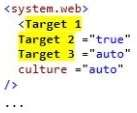 <system.web>
<Target 1
Target 2 ="true"
Target 3 ="auto"
culture ="auto"
/>
...